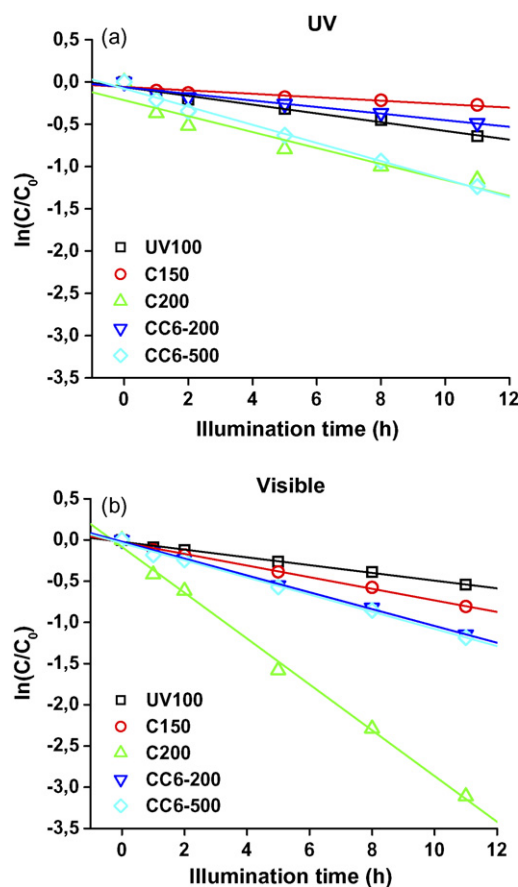 UV
(a)
0,5
0,0
-0,5
-1,0
-1,5
-2,0
-2,5
-3,0
-3,5
ln(C/C₀)
UV100
C150
C200
CC6-200
CC6-500
0 2 4 6 8 10 12
Illumination time (h)
Visible
(b)
0,5
0,0
-0,5
-1,0
-1,5
-2,0
-2,5
-3,0
-3,5
ln(C/C₀)
UV100
C150
C200
CC6-200
CC6-500
0 2 4 6 8 10 12
Illumination time (h)